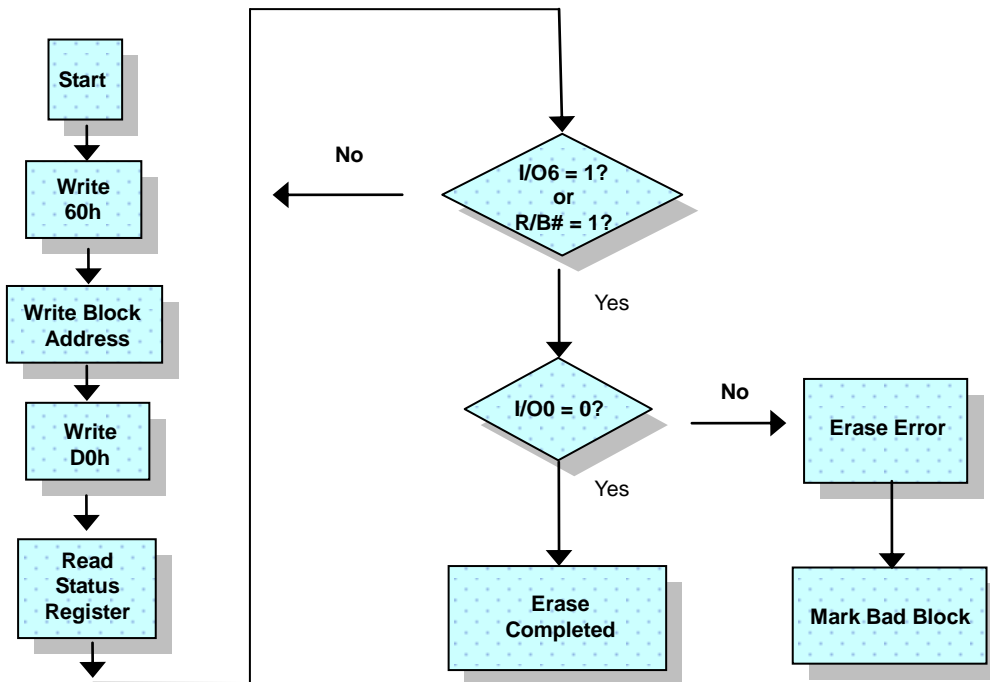 Start
Write
60h
Write Block
Address
Write
D0h
Read
Status
Register
No
I/O6 = 1?
or
R/B# = 1?
Yes
I/O0 = 0?
No
Erase Error
Yes
Erase
Completed
Mark Bad Block